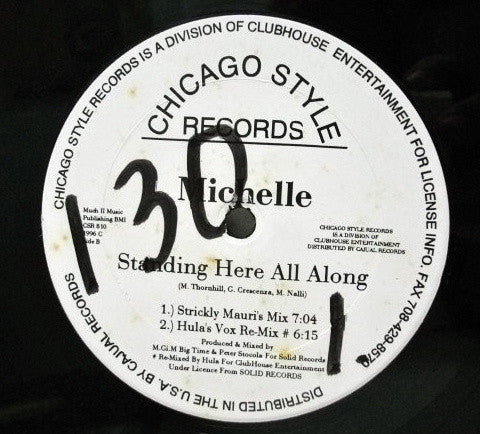 CHICAGO STYLE RECORDS IS A DIVISION OF CLUBHOUSE ENTERTAINMENT FOR LICENSE INFO. FAX 708-429-8570
CHICAGO STYLE
RECORDS
130
Michelle
Much II Music
Publishing BMI
CSR 810
1996 C
Side B
CHICAGO STYLE RECORDS
IS A DIVISION OF
CLUBHOUSE ENTERTAINMENT
DISTRIBUTED BY CAJUAL RECORDS
Standing Here All Along
(M. Thornhill, G. Crescenza, M. Nalli)
1.) Strickly Mauri's Mix 7:04
2.) Hula's Vox Re-Mix # 6:15
1.
Produced & Mixed by
M.Gi.M Big Time & Peter Stocola For Solid Records
# Re-Mixed By Hula For ClubHouse Entertainment
Under Licence From SOLID RECORDS
DISTRIBUTED IN THE U.S.A. BY CAJUAL RECORDS